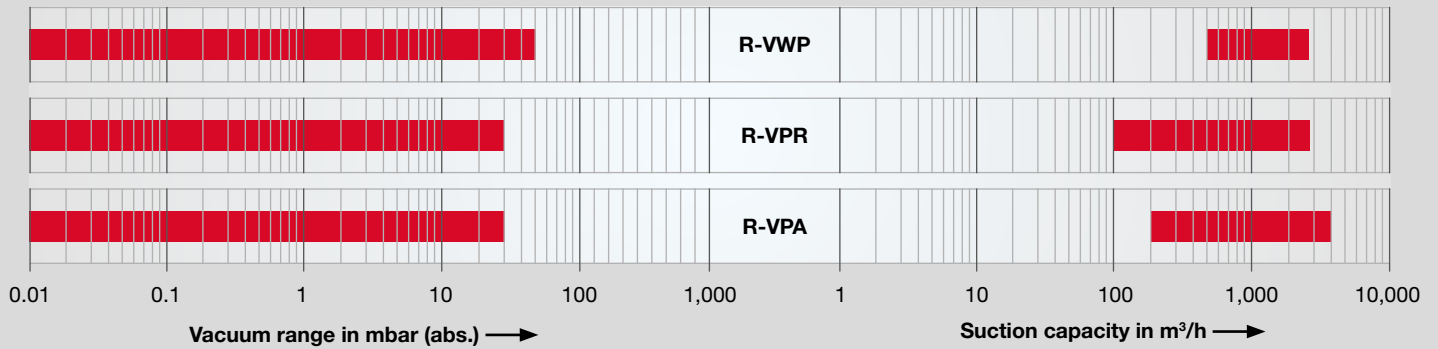 R-VWP
R-VPR
R-VPA
0.01 0.1 1 10 100 1,000 1 10 100 1,000 10,000
Vacuum range in mbar (abs.) → Suction capacity in m³/h →